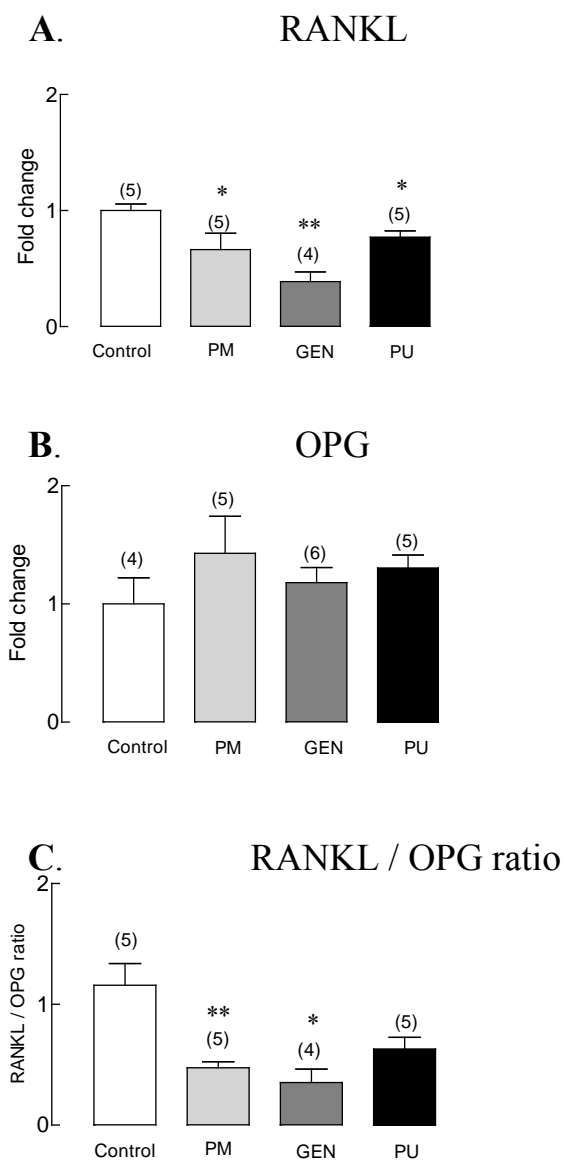 A. RANKL
2
1
0
Fold change
(5)
*
(5)
**
(4)
*
(5)
Control PM GEN PU
B. OPG
2
1
0
Fold change
(4)
(5)
(6)
(5)
Control PM GEN PU
C. RANKL / OPG ratio
2
1
0
RANKL / OPG ratio
(5)
**
(5)
*
(4)
(5)
Control PM GEN PU